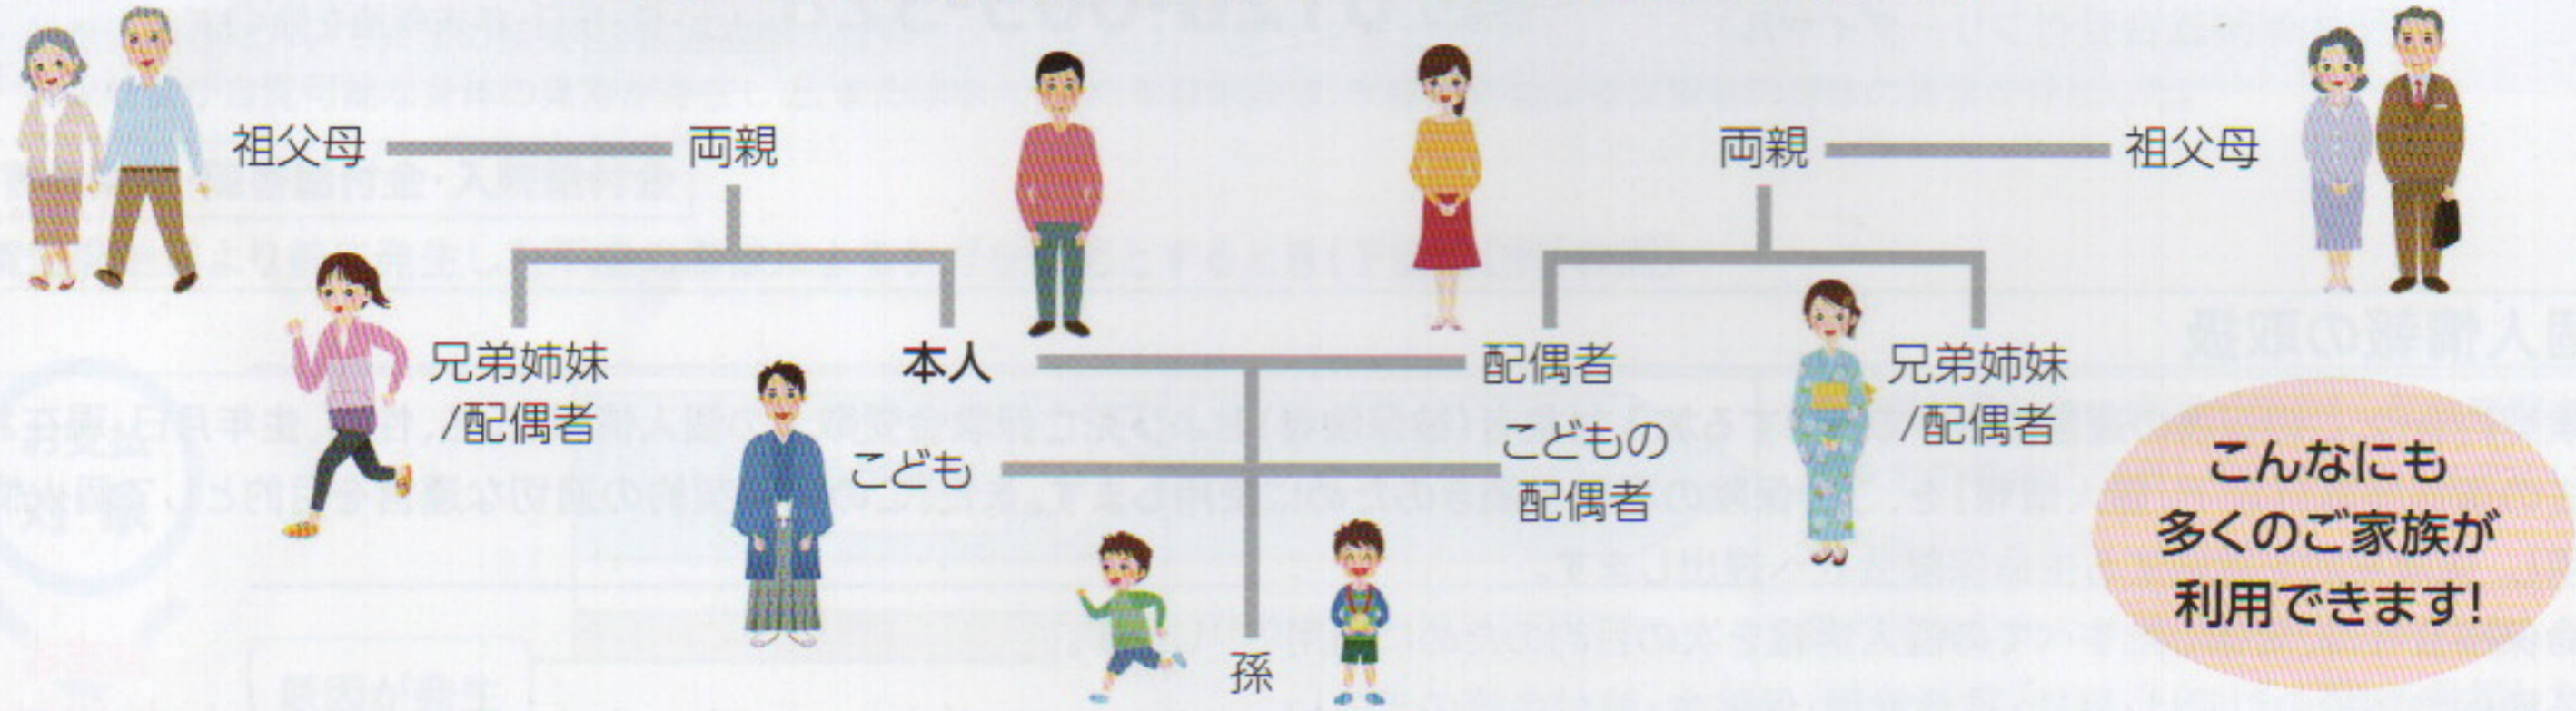 祖父母
両親
両親
祖父母
兄弟姉妹
/配偶者
本人
配偶者
兄弟姉妹
/配偶者
こども
こどもの
配偶者
孫
こんなにも
多くのご家族が
利用できます!